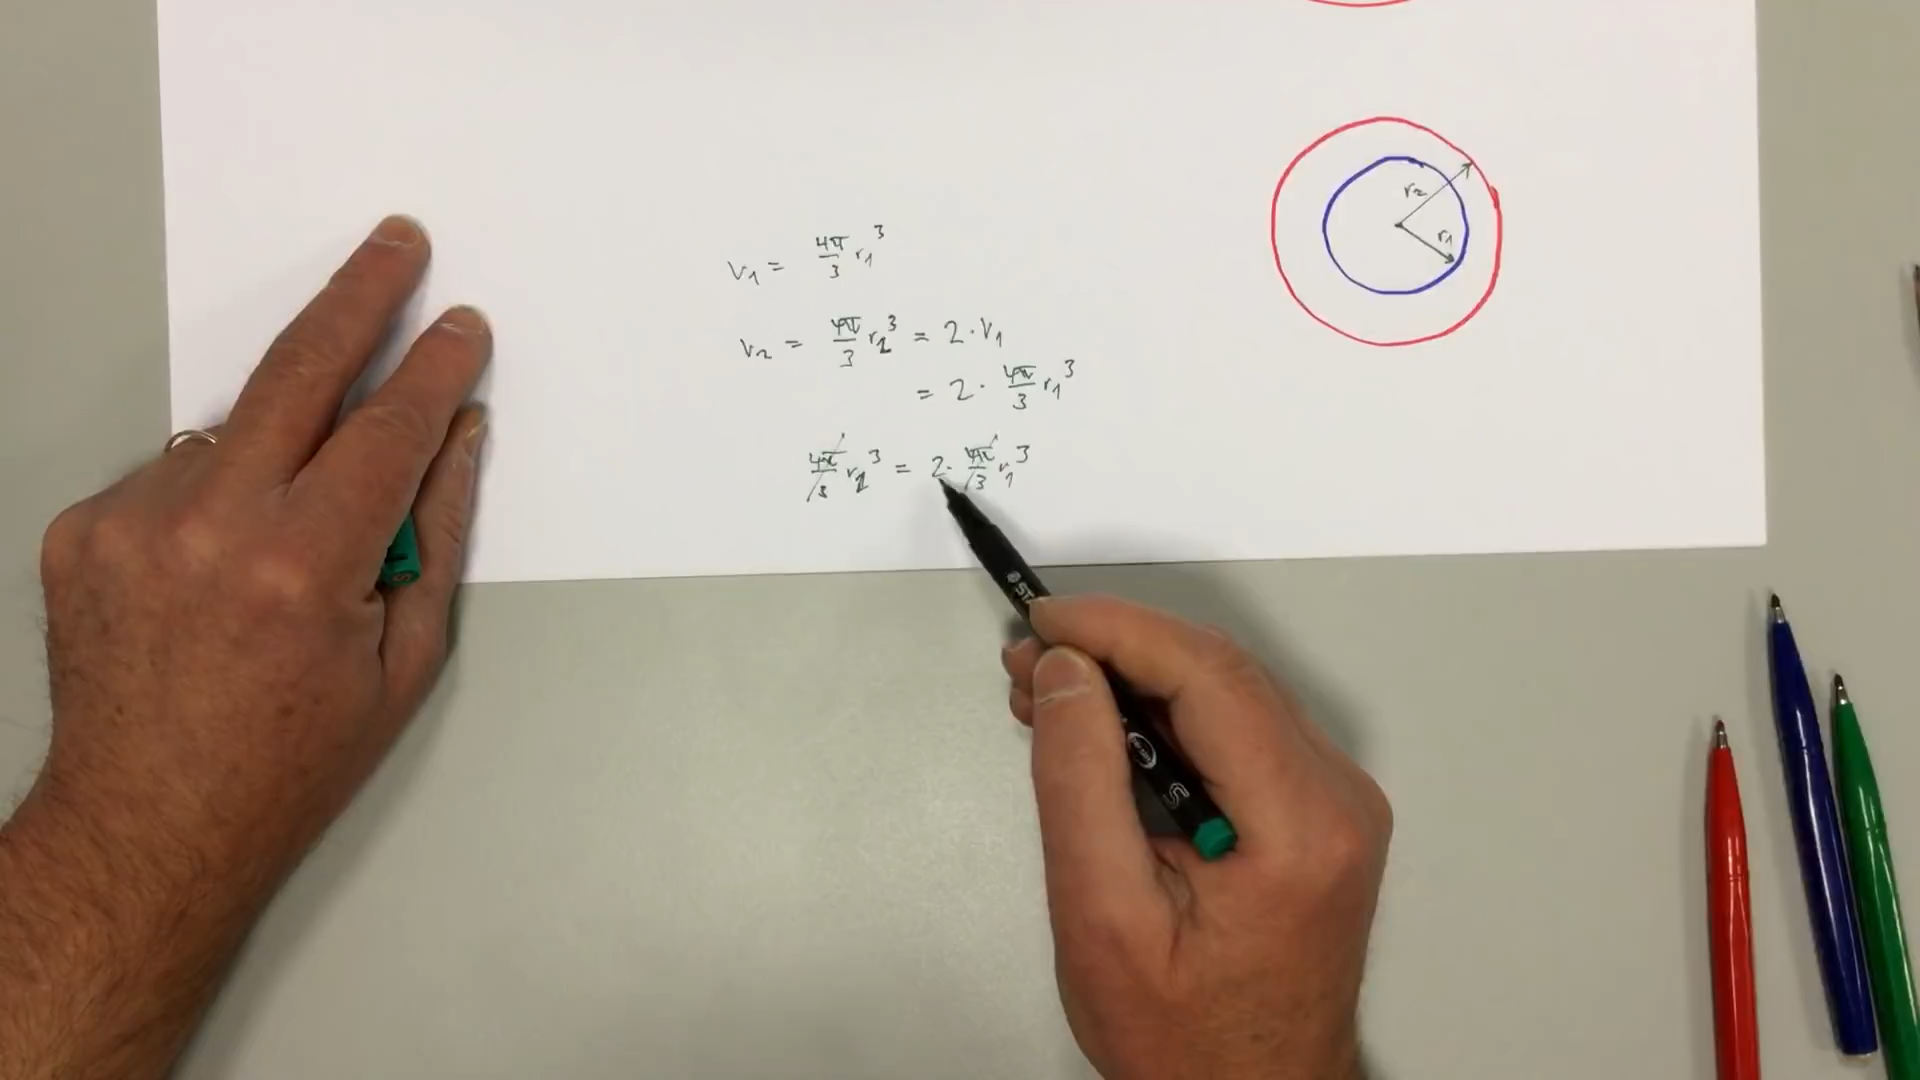 V₁ = 4π/3 r₁³
V₂ = 4π/3 r₂³ = 2 · V₁
= 2 · 4π/3 r₁³
4π/3 r₂³ = 2 · 4π/3 r₁³
r₂
r₁
S